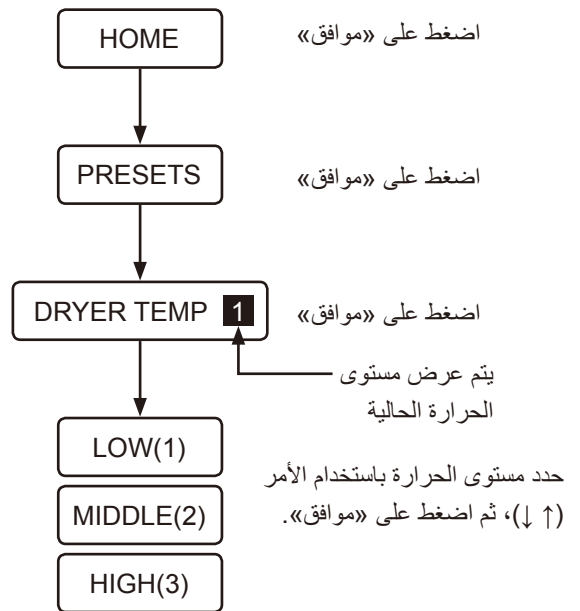 HOME
اضغط على «موافق»
PRESETS
اضغط على «موافق»
DRYER TEMP 1
اضغط على «موافق»
يتم عرض مستوى
الحرارة الحالية
LOW(1)
حدد مستوى الحرارة باستخدام الأمر
(↑ ↓)، ثم اضغط على «موافق».
MIDDLE(2)
HIGH(3)